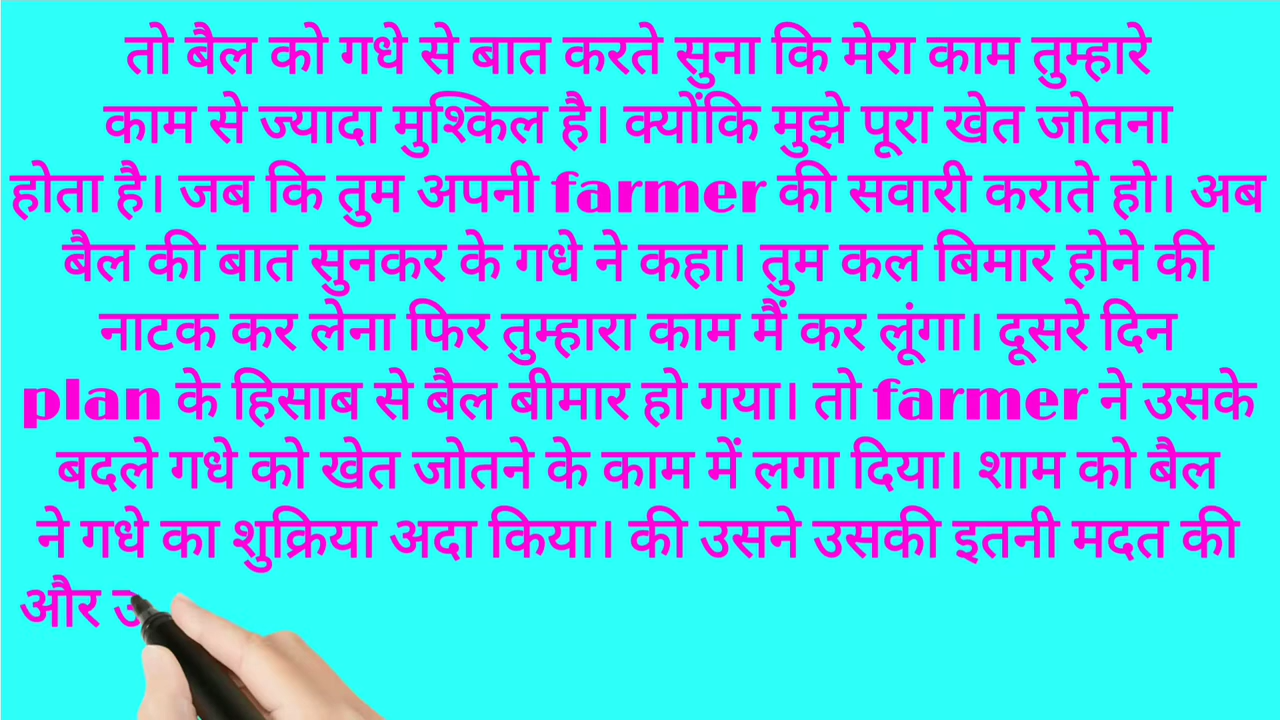 तो बैल को गधे से बात करते सुना कि मेरा काम तुम्हारे
काम से ज्यादा मुश्किल है। क्योंकि मुझे पूरा खेत जोतना
होता है। जब कि तुम अपनी farmer की सवारी कराते हो। अब
बैल की बात सुनकर के गधे ने कहा। तुम कल बिमार होने की
नाटक कर लेना फिर तुम्हारा काम मैं कर लूंगा। दूसरे दिन
plan के हिसाब से बैल बीमार हो गया। तो farmer ने उसके
बदले गधे को खेत जोतने के काम में लगा दिया। शाम को बैल
ने गधे का शुक्रिया अदा किया। की उसने उसकी इतनी मदत की
और